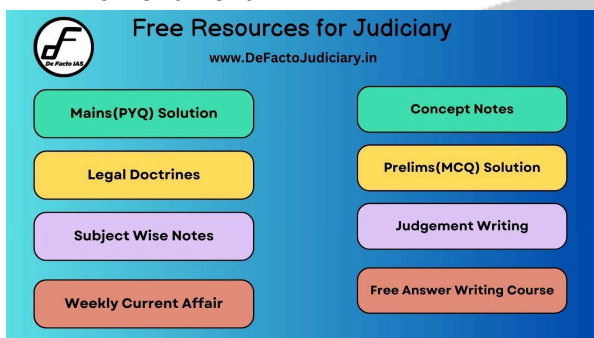 Free Resources for Judiciary
De Facto IAS
www.DeFactoJudiciary.in
Mains(PYQ) Solution
Concept Notes
Legal Doctrines
Prelims(MCQ) Solution
Subject Wise Notes
Judgement Writing
Weekly Current Affair
Free Answer Writing Course